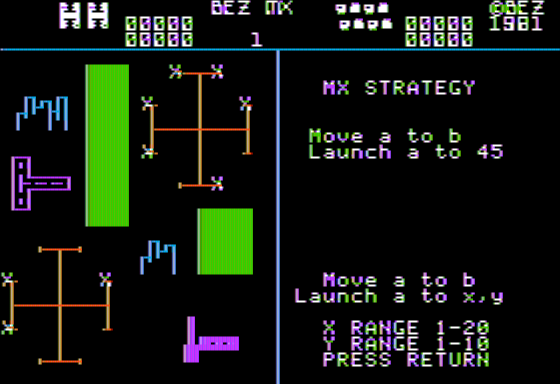 BEZ MX @BEZ
00000 00000 1981
00000 1 00000
MX STRATEGY
Move a to b
Launch a to 45
Move a to b
Launch a to x,y
X RANGE 1-20
Y RANGE 1-10
PRESS RETURN